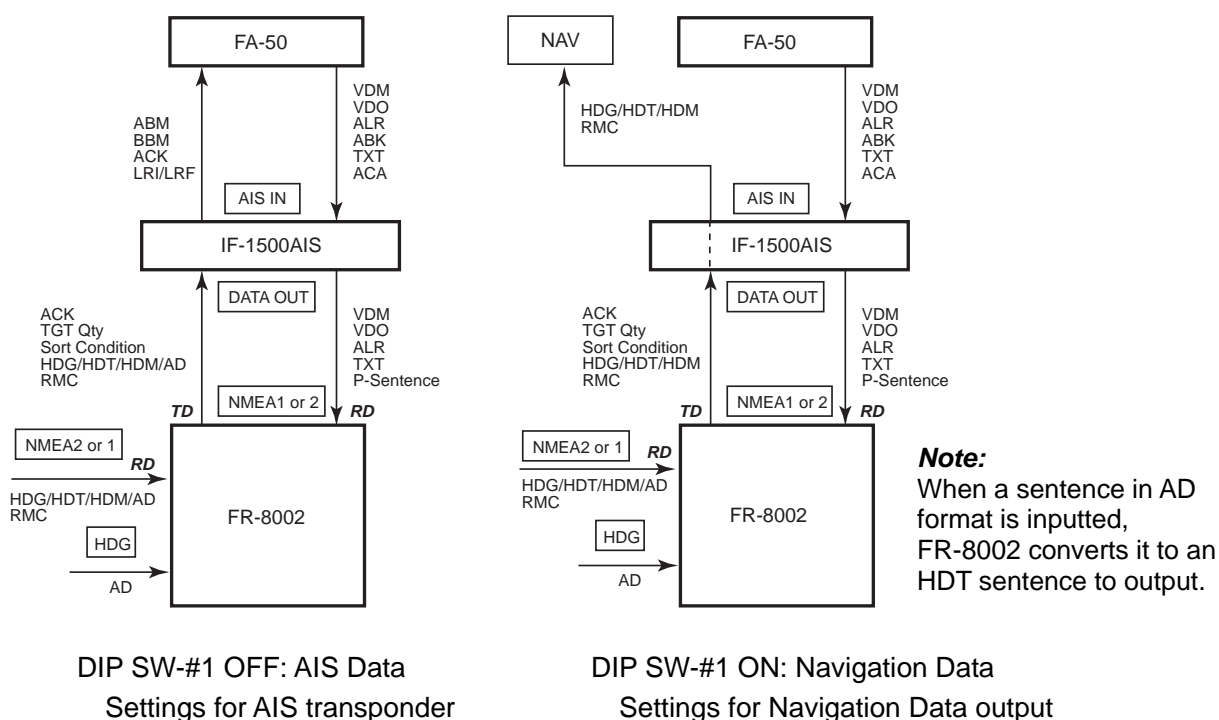 FA-50
ABM
BBM
ACK
LRI/LRF
VDM
VDO
ALR
ABK
TXT
ACA
AIS IN
IF-1500AIS
DATA OUT
ACK
TGT Qty
Sort Condition
HDG/HDT/HDM/AD
RMC
VDM
VDO
ALR
TXT
P-Sentence
TD
NMEA1 or 2
RD
NMEA2 or 1
RD
HDG/HDT/HDM/AD
RMC
HDG
AD
FR-8002
DIP SW-#1 OFF: AIS Data
Settings for AIS transponder
NAV
FA-50
HDG/HDT/HDM
RMC
VDM
VDO
ALR
ABK
TXT
ACA
AIS IN
IF-1500AIS
DATA OUT
ACK
TGT Qty
Sort Condition
HDG/HDT/HDM
RMC
VDM
VDO
ALR
TXT
P-Sentence
TD
NMEA1 or 2
RD
NMEA2 or 1
RD
HDG/HDT/HDM/AD
RMC
HDG
AD
FR-8002
Note:
When a sentence in AD
format is inputted,
FR-8002 converts it to an
HDT sentence to output.
DIP SW-#1 ON: Navigation Data
Settings for Navigation Data output